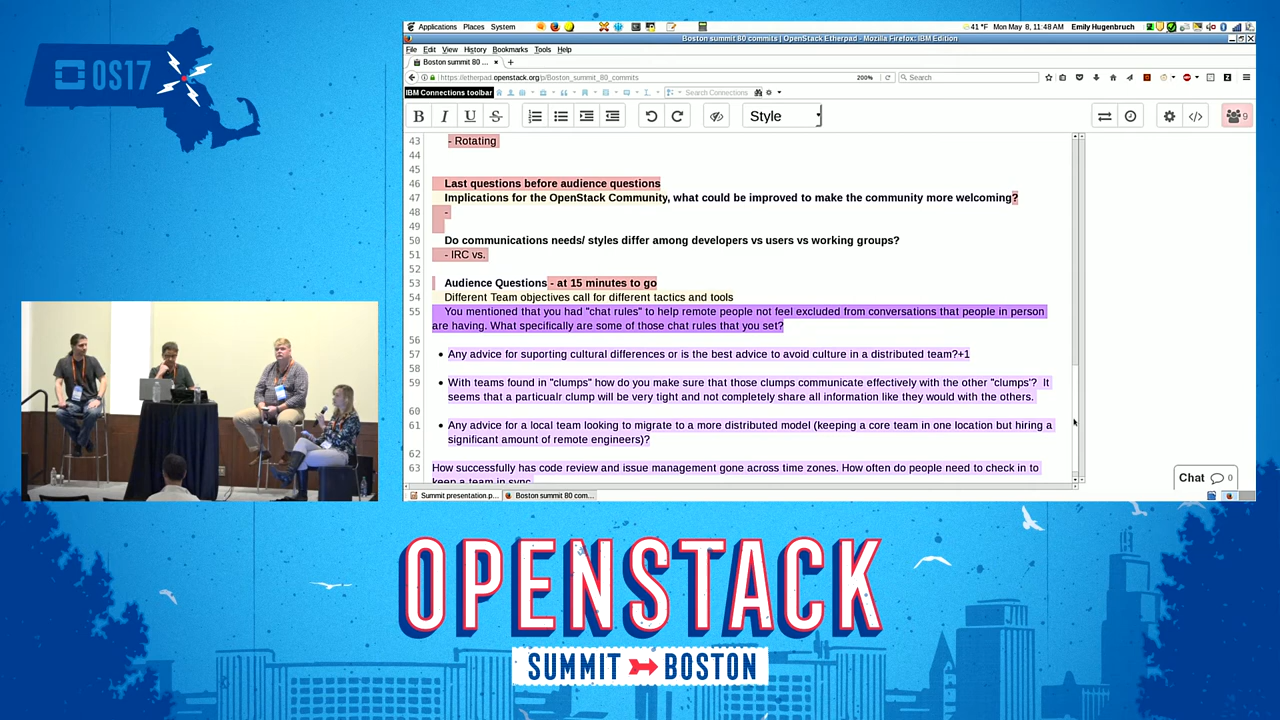 OS17
Applications Places System
41 °F Mon May 8, 11:48 AM Emily Hugenbruch
Boston summit 80 commits | OpenStack Etherpad - Mozilla Firefox: IBM Edition
File Edit View History Bookmarks Tools Help
Boston summit 80 ... × +
https://etherpad.openstack.org/p/Boston_summit_80_commits 200% Search
IBM Connections toolbar Search Connections
B I U S Style 9
43 - Rotating
44
45
46 Last questions before audience questions
47 Implications for the OpenStack Community, what could be improved to make the community more welcoming?
48 -
49
50 Do communications needs/ styles differ among developers vs users vs working groups?
51 - IRC vs.
52
53 Audience Questions - at 15 minutes to go
54 Different Team objectives call for different tactics and tools
55 You mentioned that you had "chat rules" to help remote people not feel excluded from conversations that people in person
are having. What specifically are some of those chat rules that you set?
56
57 • Any advice for suporting cultural differences or is the best advice to avoid culture in a distributed team?+1
58
59 • With teams found in "clumps" how do you make sure that those clumps communicate effectively with the other "clumps'? It
seems that a particualr clump will be very tight and not completely share all information like they would with the others.
60
61 • Any advice for a local team looking to migrate to a more distributed model (keeping a core team in one location but hiring a
significant amount of remote engineers)?
62
63 How successfully has code review and issue management gone across time zones. How often do people need to check in to
keep a team in sync
Chat 0
Summit presentation.p... Boston summit 80 com...
OPENSTACK
SUMMIT BOSTON